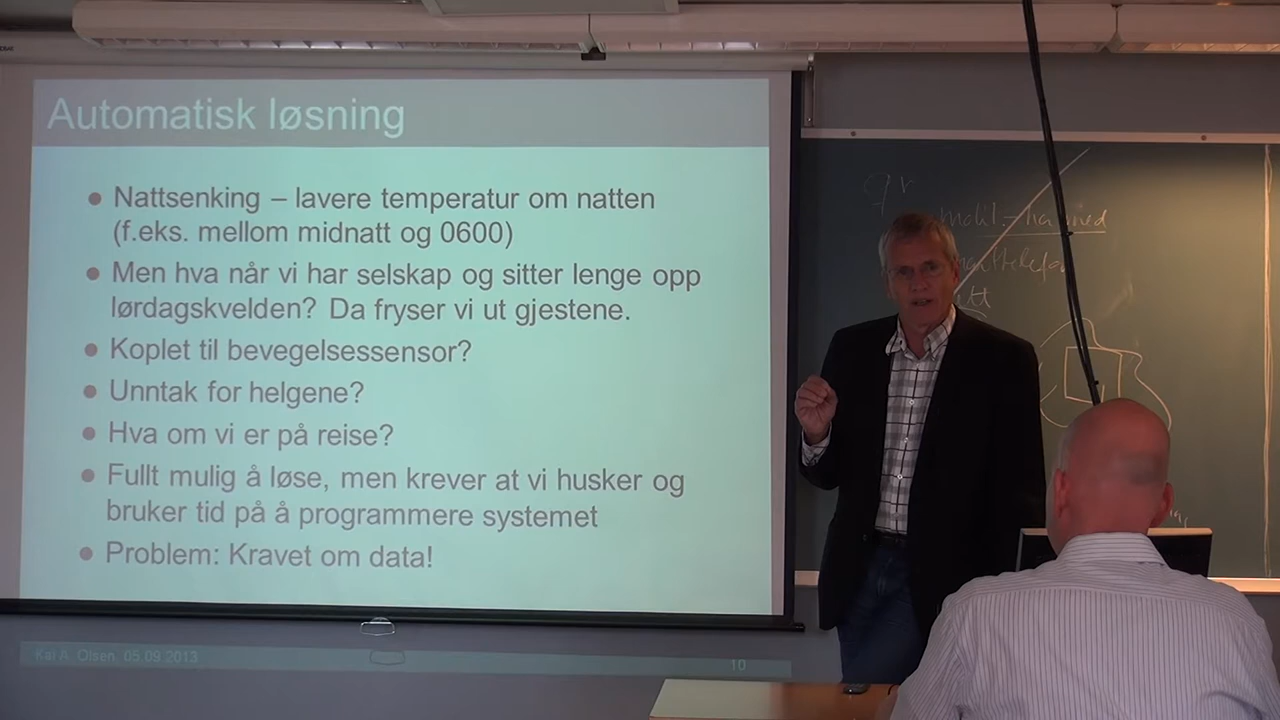 Automatisk løsning
● Nattsenking – lavere temperatur om natten
(f.eks. mellom midnatt og 0600)
● Men hva når vi har selskap og sitter lenge opp
lørdagskvelden? Da fryser vi ut gjestene.
● Koplet til bevegelsessensor?
● Unntak for helgene?
● Hva om vi er på reise?
● Fullt mulig å løse, men krever at vi husker og
bruker tid på å programmere systemet
● Problem: Kravet om data!
Kai A. Olsen, 05.09.2013
10
qr